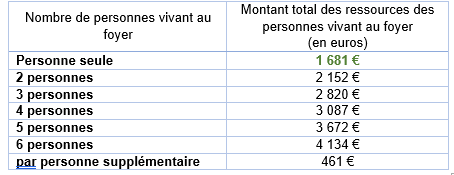 Nombre de personnes vivant au
foyer
Montant total des ressources des
personnes vivant au foyer
(en euros)
Personne seule 1 681 €
2 personnes 2 152 €
3 personnes 2 820 €
4 personnes 3 087 €
5 personnes 3 672 €
6 personnes 4 134 €
par personne supplémentaire 461 €